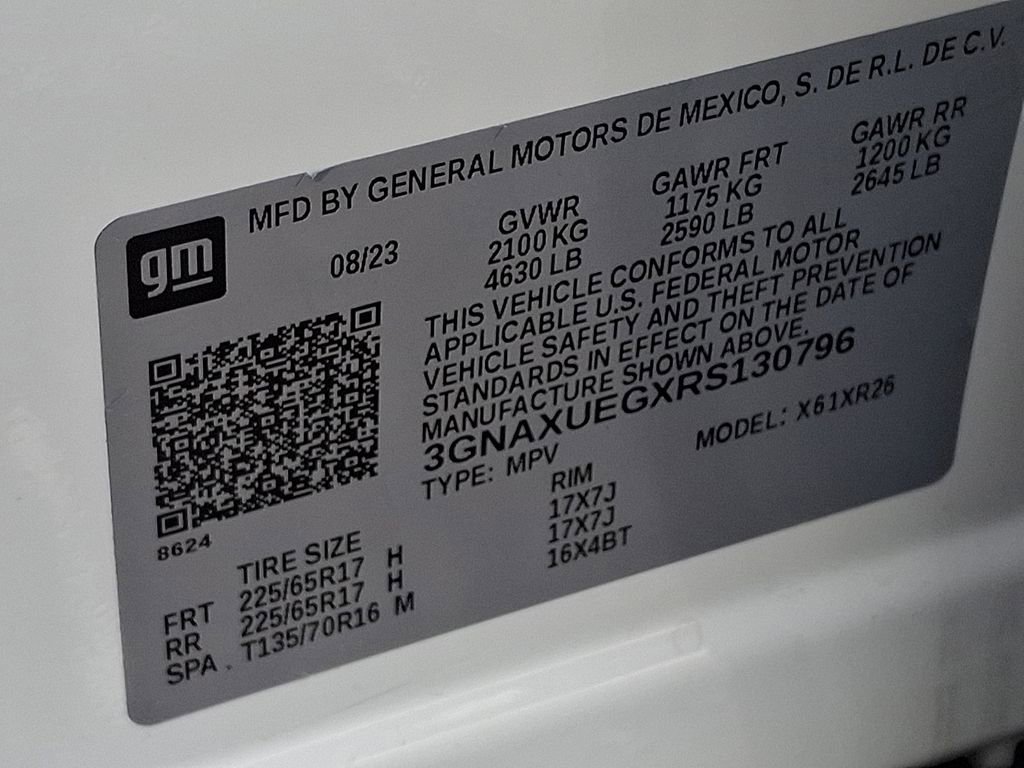 gm
MFD BY GENERAL MOTORS DE MEXICO, S. DE R.L. DE C.V.
08/23
GVWR
2100 KG
4630 LB
GAWR FRT
1175 KG
2590 LB
GAWR RR
1200 KG
2645 LB
THIS VEHICLE CONFORMS TO ALL
APPLICABLE U.S. FEDERAL MOTOR
VEHICLE SAFETY AND THEFT PREVENTION
STANDARDS IN EFFECT ON THE DATE OF
MANUFACTURE SHOWN ABOVE.
3GNAXUEGXRS130796
TYPE: MPV MODEL: X61XR26
8624
TIRE SIZE RIM
FRT 225/65R17 H 17X7J
RR 225/65R17 H 17X7J
SPA . T135/70R16 M 16X4BT